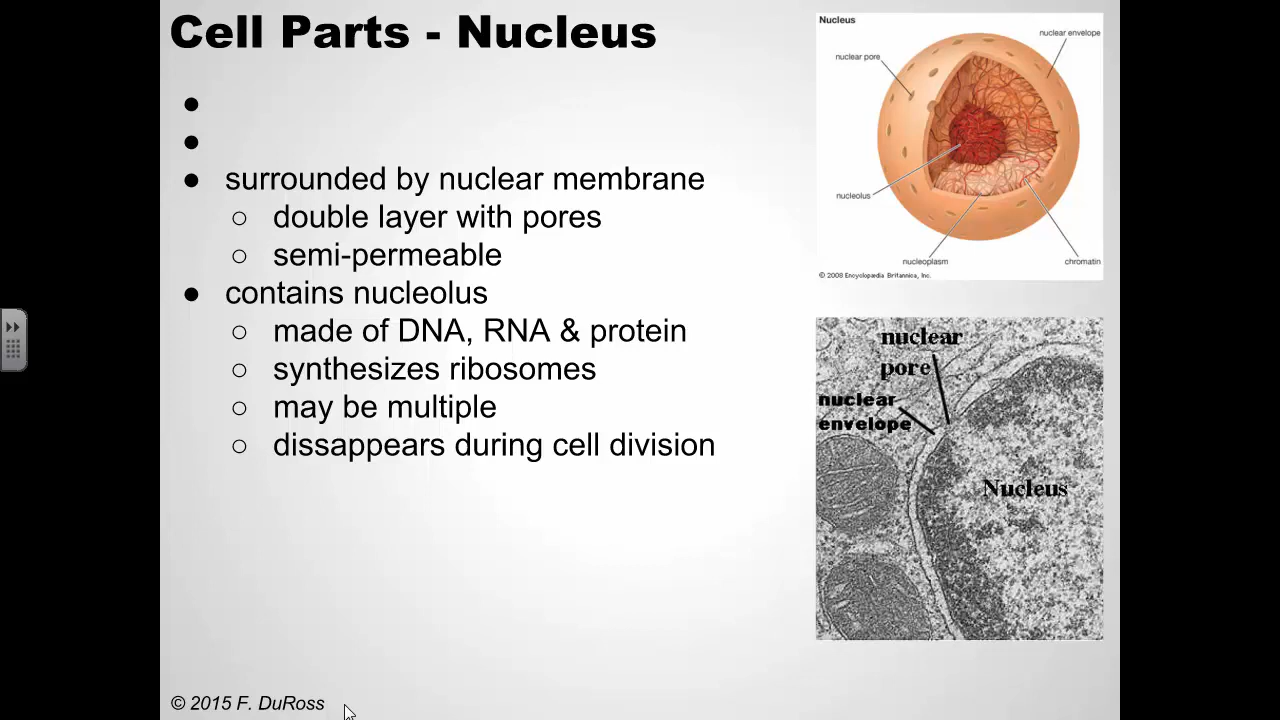 Cell Parts - Nucleus
●
●
● surrounded by nuclear membrane
○ double layer with pores
○ semi-permeable
● contains nucleolus
○ made of DNA, RNA & protein
○ synthesizes ribosomes
○ may be multiple
○ dissappears during cell division
Nucleus
nuclear envelope
nuclear pore
nucleolus
nucleoplasm
chromatin
© 2008 Encyclopædia Britannica, Inc.
nuclear
pore
nuclear
envelope
Nucleus
© 2015 F. DuRoss